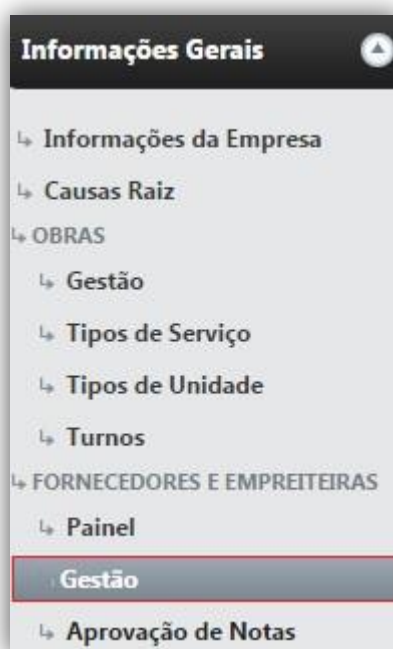 Informações Gerais
Informações da Empresa
Causas Raiz
OBRAS
Gestão
Tipos de Serviço
Tipos de Unidade
Turnos
FORNECEDORES E EMPREITEIRAS
Painel
Gestão
Aprovação de Notas